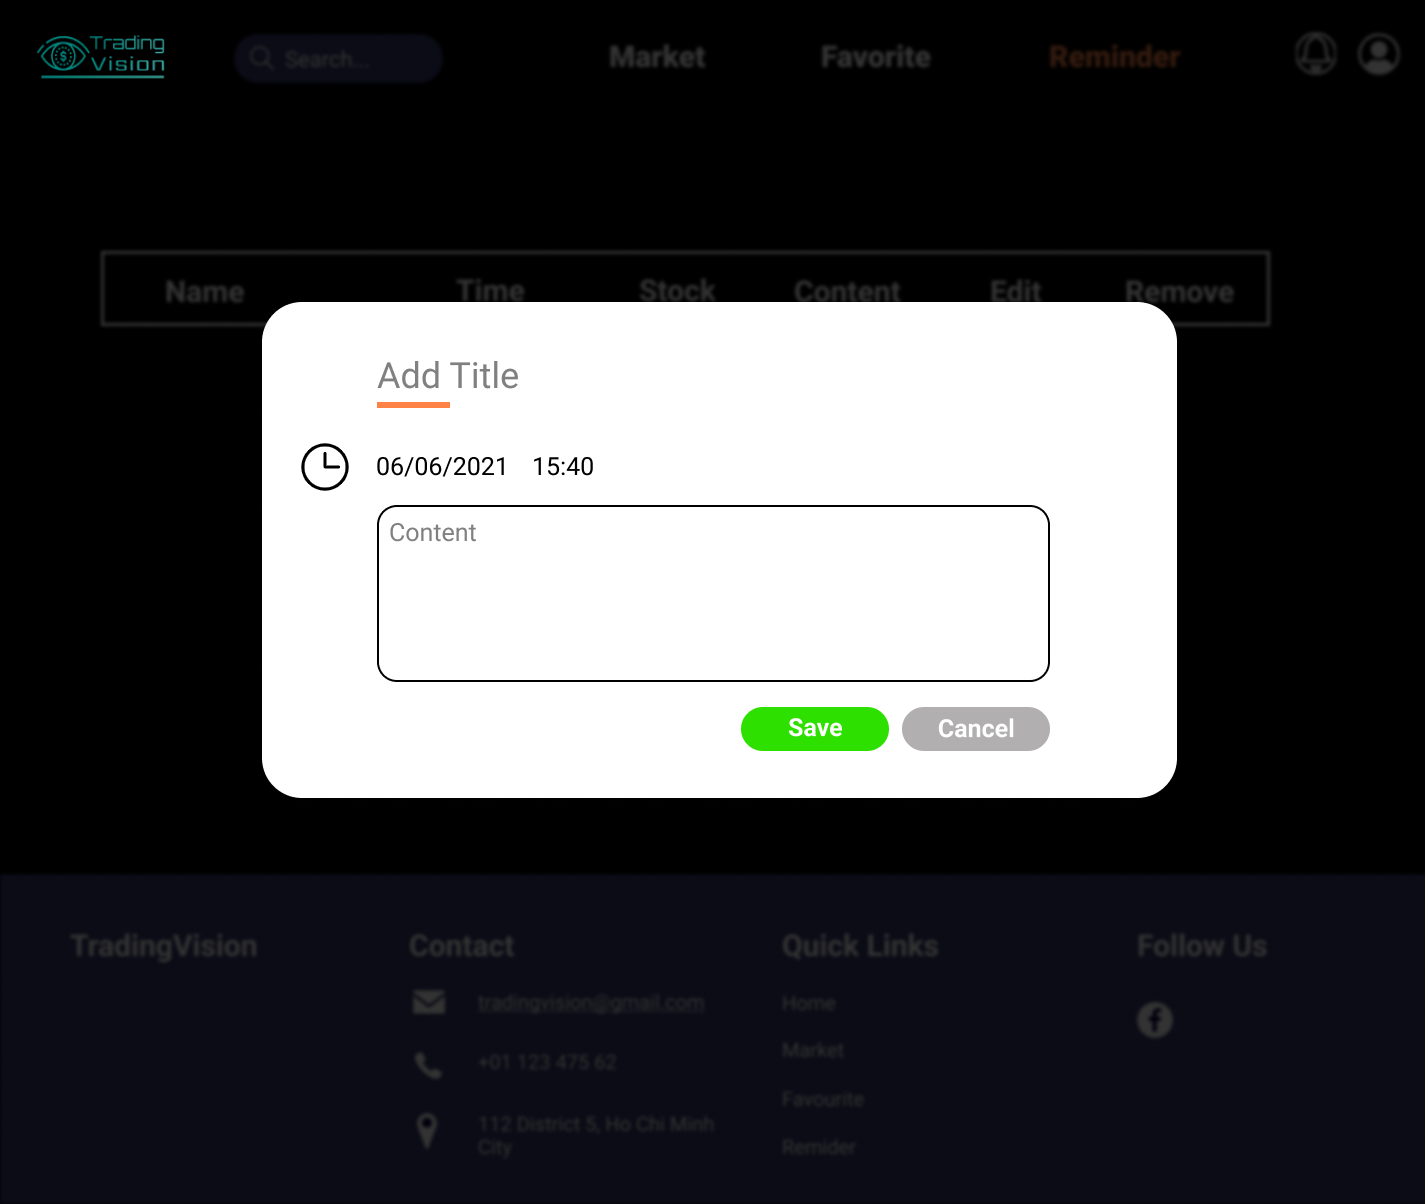 Trading
Vision
Search...
Market
Favorite
Reminder
Name
Time
Stock
Content
Edit
Remove
Add Title
06/06/2021 15:40
Content
Save
Cancel
TradingVision
Contact
tradingvision@gmail.com
+01 123 475 62
112 District 5, Ho Chi Minh
City
Quick Links
Home
Market
Favourite
Remider
Follow Us